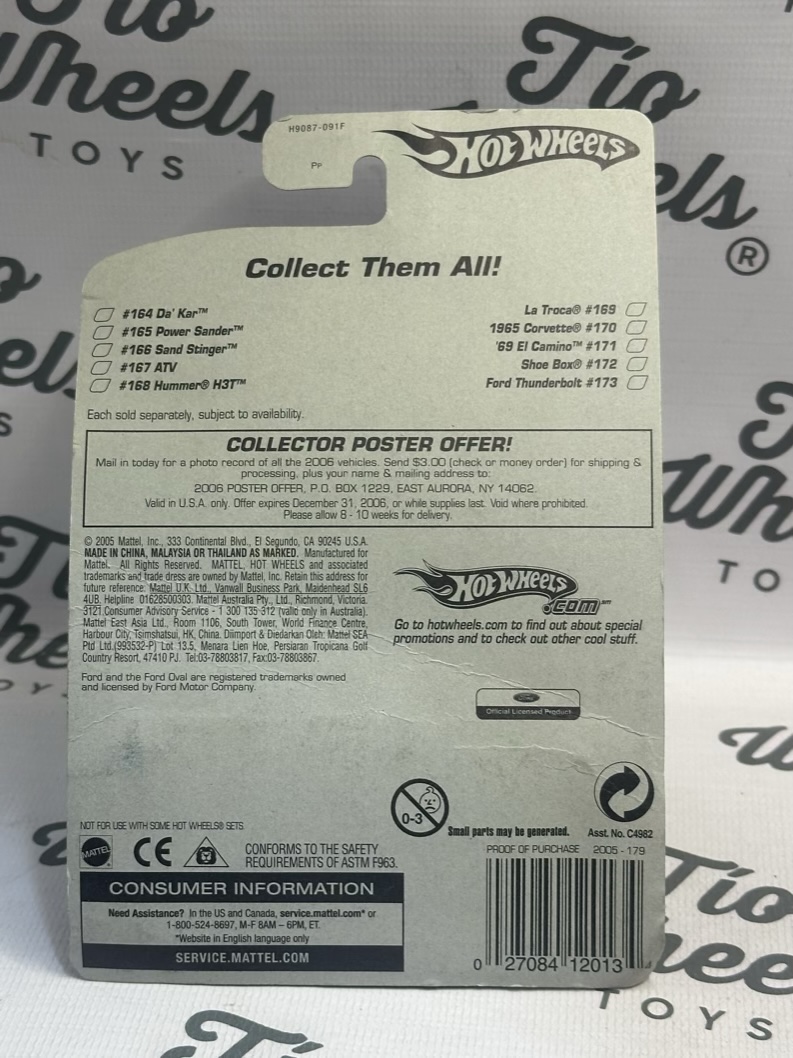 Tío
Wheels
TOYS
Tío
Wheels
®
TOYS
H9087-091F
PP
HOT WHEELS
Collect Them All!
#164 Da' Kar™
#165 Power Sander™
#166 Sand Stinger™
#167 ATV
#168 Hummer® H3T™
La Troca® #169
1965 Corvette® #170
'69 El Camino™ #171
Shoe Box® #172
Ford Thunderbolt #173
Each sold separately, subject to availability.
COLLECTOR POSTER OFFER!
Mail in today for a photo record of all the 2006 vehicles. Send $3.00 (check or money order) for shipping &
processing, plus your name & mailing address to:
2006 POSTER OFFER, P.O. BOX 1229, EAST AURORA, NY 14062.
Valid in U.S.A. only. Offer expires December 31, 2006, or while supplies last. Void where prohibited.
Please allow 8 - 10 weeks for delivery.
© 2005 Mattel, Inc., 333 Continental Blvd., El Segundo, CA 90245 U.S.A.
MADE IN CHINA, MALAYSIA OR THAILAND AS MARKED. Manufactured for
Mattel. All Rights Reserved. MATTEL, HOT WHEELS and associated
trademarks and trade dress are owned by Mattel, Inc. Retain this address for
future reference: Mattel U.K. Ltd., Vanwall Business Park, Maidenhead SL6
4UB. Helpline 01628500303. Mattel Australia Pty., Ltd., Richmond, Victoria.
3121.Consumer Advisory Service - 1 300 135 312 (valid only in Australia).
Mattel East Asia Ltd., Room 1106, South Tower, World Finance Centre,
Harbour City, Tsimshatsui, HK, China. Diimport & Diedarkan Oleh: Mattel SEA
Ptd Ltd.(993532-P) Lot 13.5, Menara Lien Hoe, Persiaran Tropicana Golf
Country Resort, 47410 PJ. Tel:03-78803817, Fax:03-78803867.
Ford and the Ford Oval are registered trademarks owned
and licensed by Ford Motor Company.
HOT WHEELS
.COM™
Go to hotwheels.com to find out about special
promotions and to check out other cool stuff.
Ford
Official Licensed Product
0-3
Small parts may be generated.
Asst. No. C4982
NOT FOR USE WITH SOME HOT WHEELS® SETS
MATTEL
CE
CONFORMS TO THE SAFETY
REQUIREMENTS OF ASTM F963.
PROOF OF PURCHASE 2005 - 179
CONSUMER INFORMATION
Need Assistance? In the US and Canada, service.mattel.com* or
1-800-524-8697, M-F 8AM – 6PM, ET.
*Website in English language only
SERVICE.MATTEL.COM
0 27084 12013
TOYS
Tío